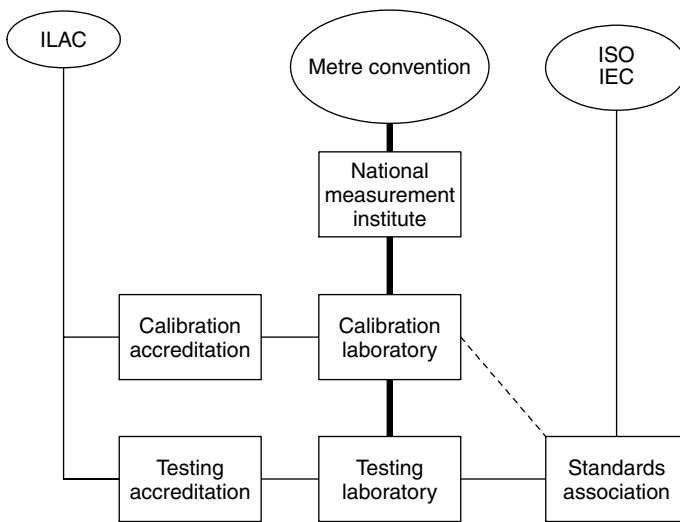 ILAC
Metre convention
ISO
IEC
National
measurement
institute
Calibration
accreditation
Calibration
laboratory
Testing
accreditation
Testing
laboratory
Standards
association